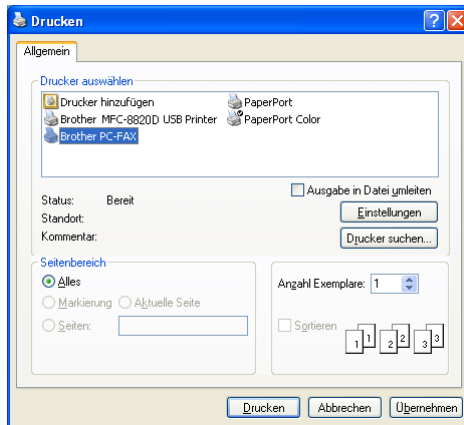 Drucken
Allgemein
Drucker auswählen
Drucker hinzufügen
PaperPort
Brother MFC-8820D USB Printer
PaperPort Color
Brother PC-FAX
Status: Bereit
Ausgabe in Datei umleiten
Standort:
Einstellungen
Kommentar:
Drucker suchen...
Seitenbereich
Alles
Markierung Aktuelle Seite
Seiten:
Anzahl Exemplare: 1
Sortieren
1 1 2 2 3 3
Drucken Abbrechen Übernehmen